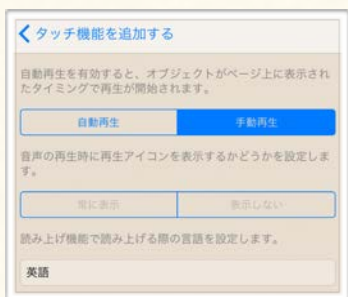 タッチ機能を追加する
自動再生を有効すると、オブジェクトがページ上に表示され
たタイミングで再生が開始されます。
自動再生
手動再生
音声の再生時に再生アイコンを表示するかどうかを設定しま
す。
常に表示
表示しない
読み上げ機能で読み上げる際の言語を設定します。
英語